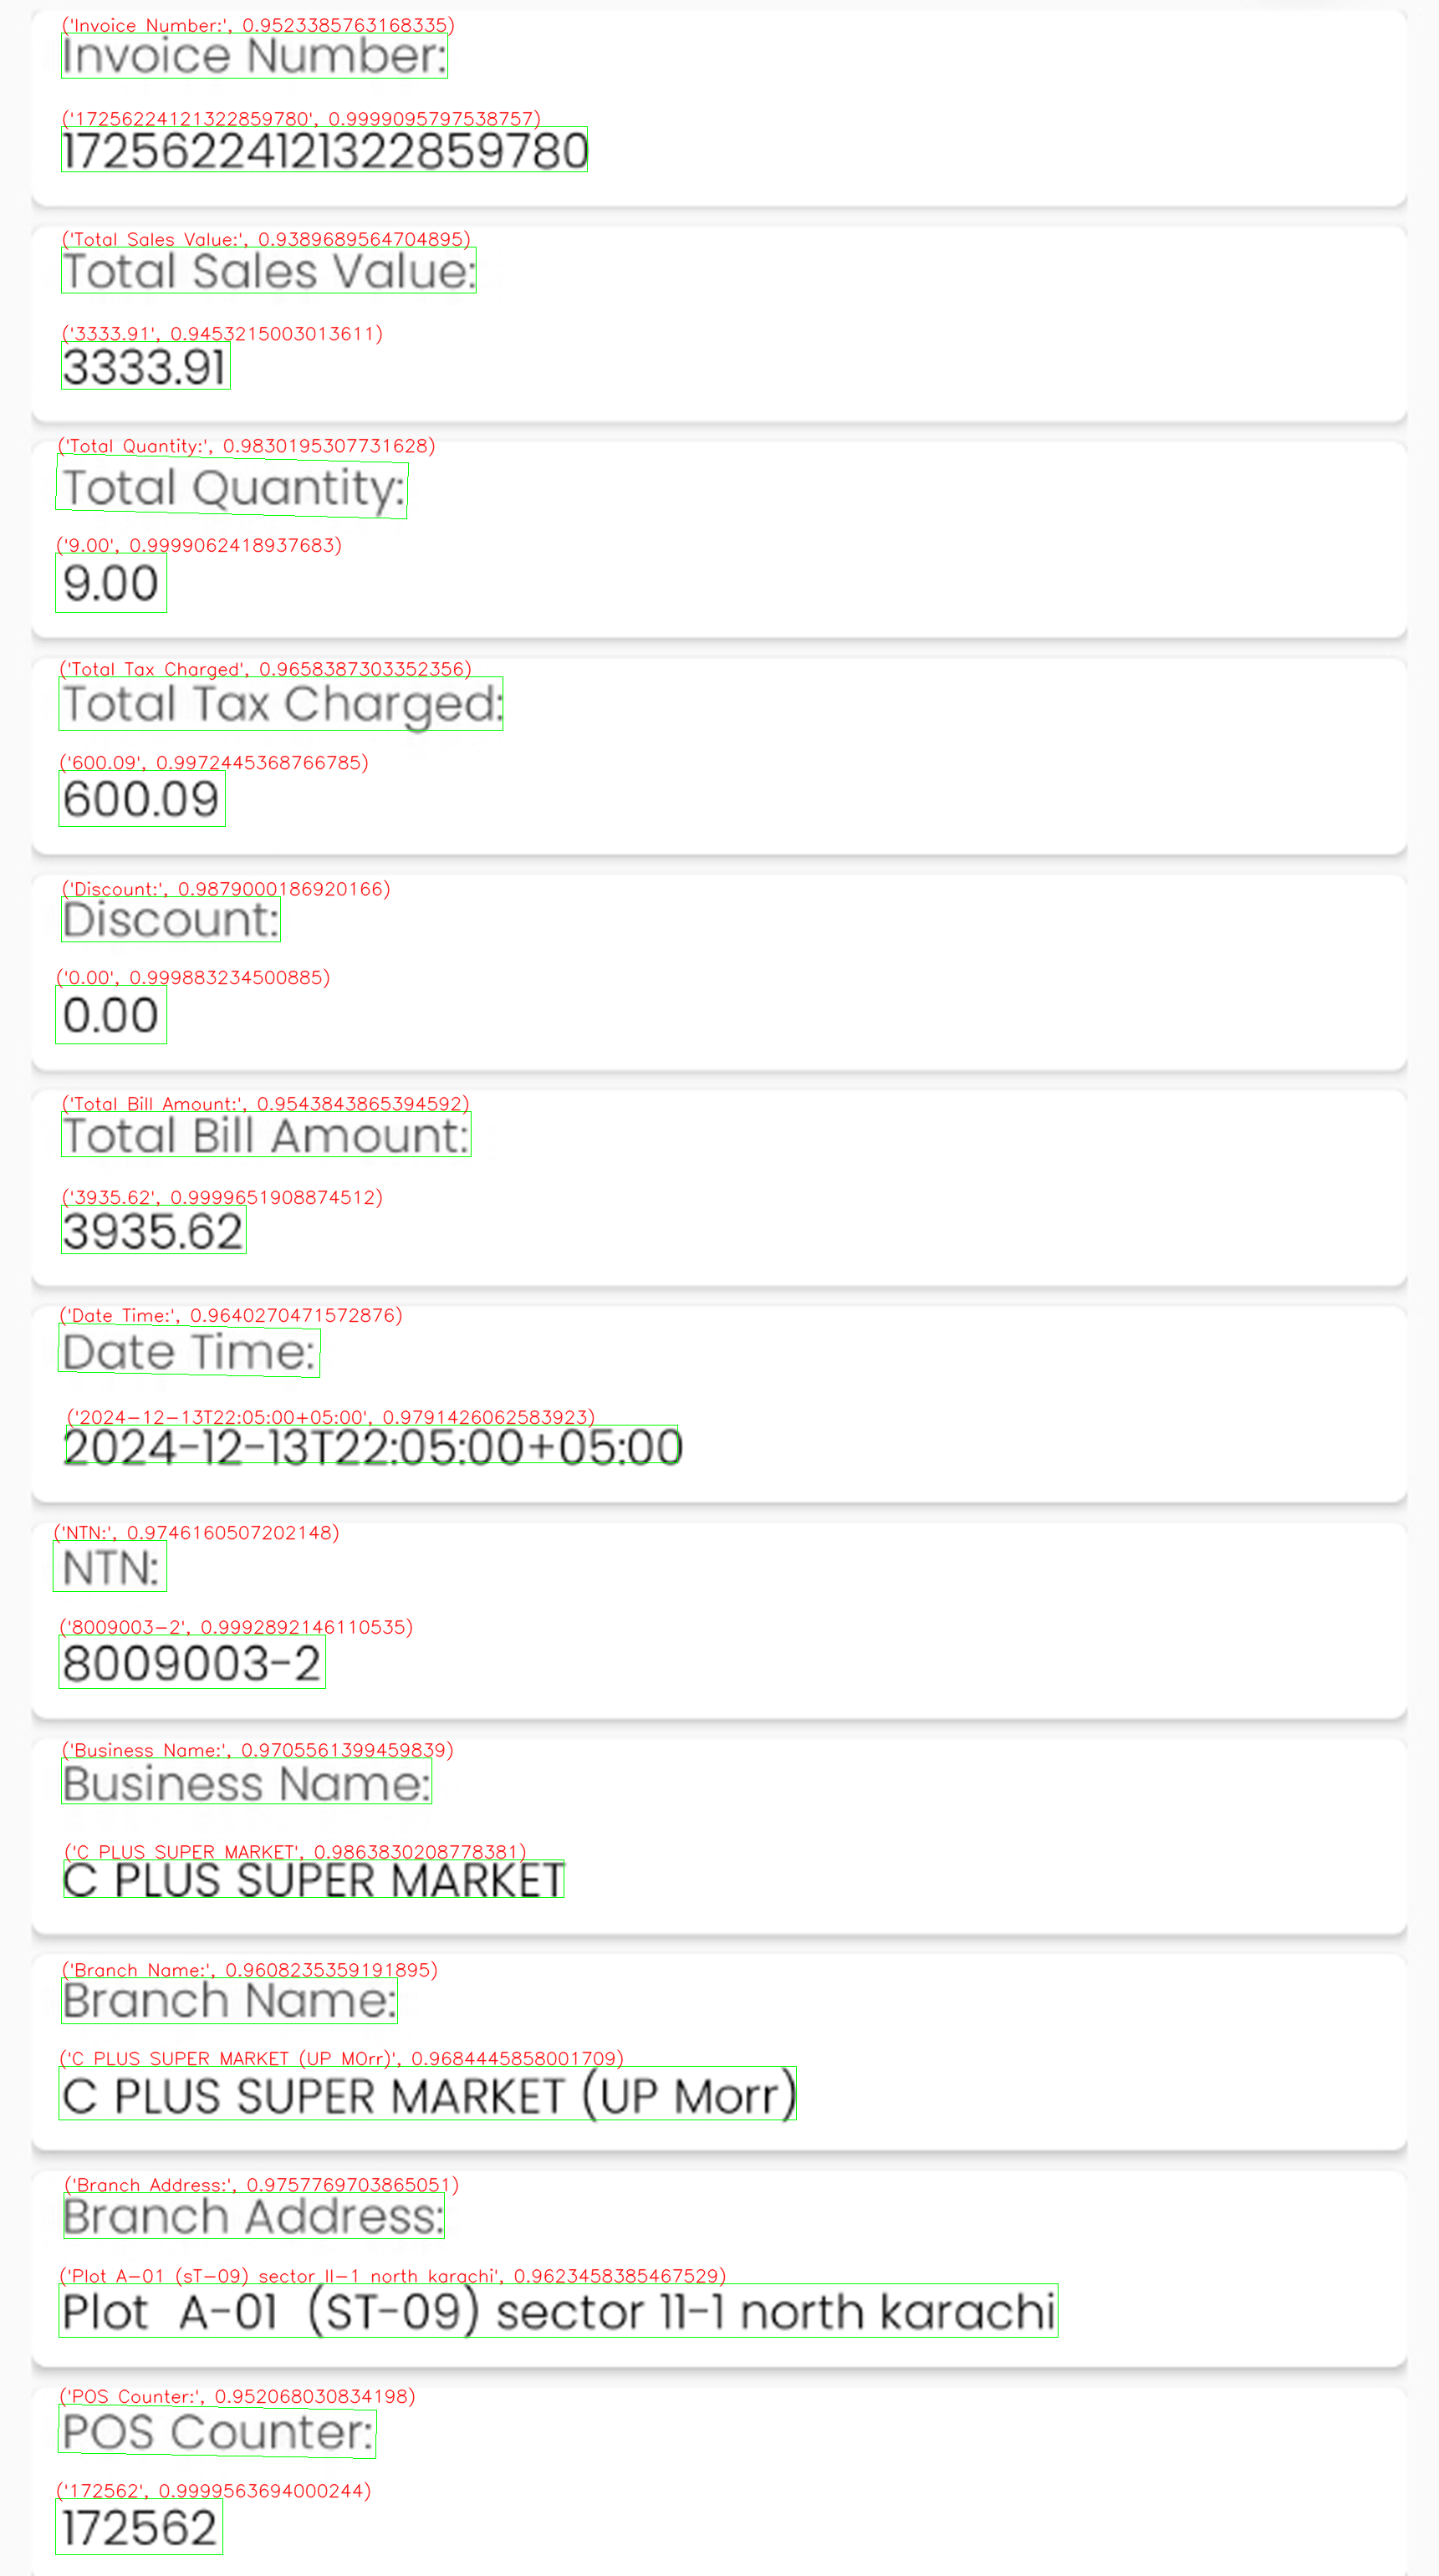 ('Invoice Number:', 0.9523385763168335)
Invoice Number:
('17256224121322859780', 0.9999095797538757)
17256224121322859780
('Total Sales Value:', 0.9389689564704895)
Total Sales Value:
('3333.91', 0.9453215003013611)
3333.91
('Total Quantity:', 0.9830195307731628)
Total Quantity:
('9.00', 0.9999062418937683)
9.00
('Total Tax Charged', 0.9658387303352356)
Total Tax Charged:
('600.09', 0.9972445368766785)
600.09
('Discount:', 0.9879000186920166)
Discount:
('0.00', 0.999883234500885)
0.00
('Total Bill Amount:', 0.9543843865394592)
Total Bill Amount:
('3935.62', 0.9999651908874512)
3935.62
('Date Time:', 0.9640270471572876)
Date Time:
('2024-12-13T22:05:00+05:00', 0.9791426062583923)
2024-12-13T22:05:00+05:00
('NTN:', 0.9746160507202148)
NTN:
('8009003-2', 0.9992892146110535)
8009003-2
('Business Name:', 0.9705561399459839)
Business Name:
('C PLUS SUPER MARKET', 0.9863830208778381)
C PLUS SUPER MARKET
('Branch Name:', 0.9608235359191895)
Branch Name:
('C PLUS SUPER MARKET (UP MOrr)', 0.9684445858001709)
C PLUS SUPER MARKET (UP Morr)
('Branch Address:', 0.9757769703865051)
Branch Address:
('Plot A-01 (sT-09) sector II-1 north karachi', 0.9623458385467529)
Plot A-01 (ST-09) sector 11-1 north karachi
('POS Counter:', 0.952068030834198)
POS Counter:
('172562', 0.9999563694000244)
172562